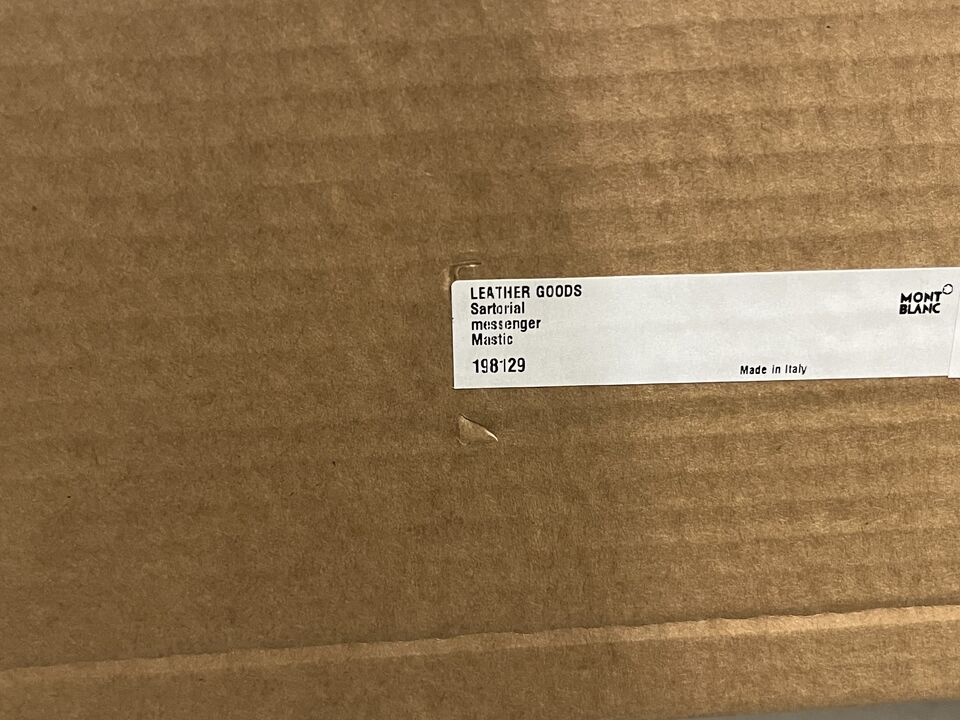 LEATHER GOODS
Sartorial
messenger
Mastic
198129
MONT
BLANC
Made in Italy